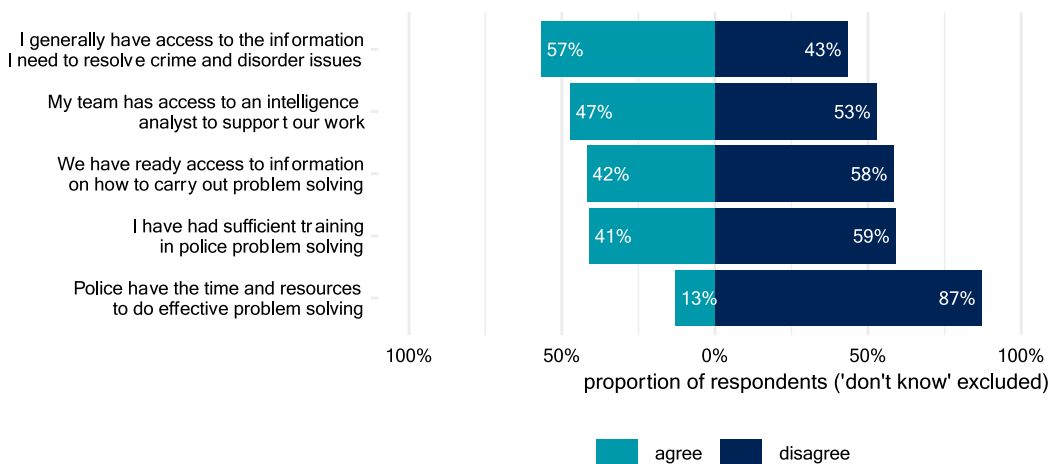 I generally have access to the information
I need to resolve crime and disorder issues
57%
43%
My team has access to an intelligence
analyst to support our work
47%
53%
We have ready access to information
on how to carry out problem solving
42%
58%
I have had sufficient training
in police problem solving
41%
59%
Police have the time and resources
to do effective problem solving
13%
87%
100% 50% 0% 50% 100%
proportion of respondents ('don't know' excluded)
agree disagree